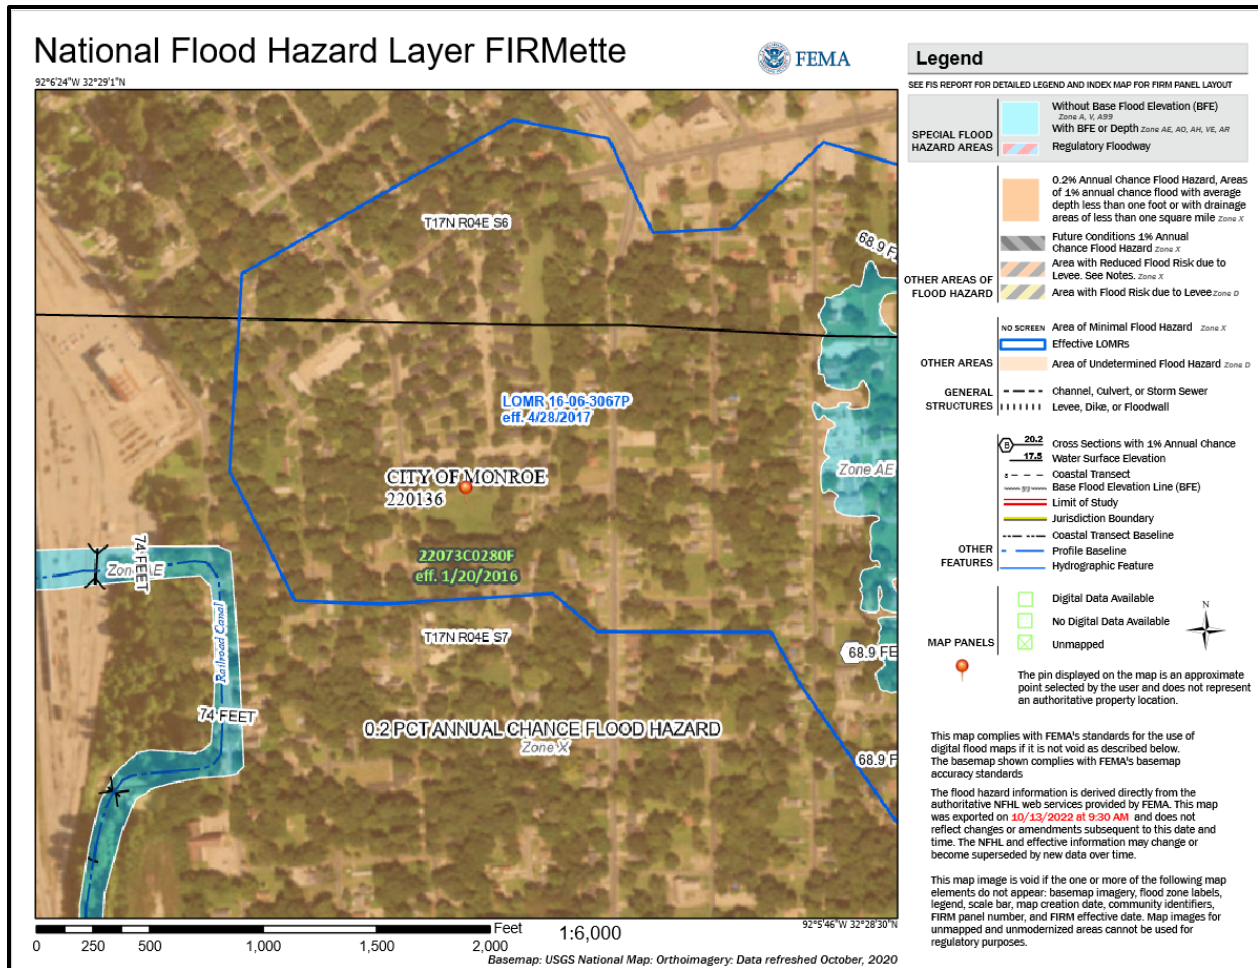 National Flood Hazard Layer FIRMette
FEMA
92°6'24"W 32°29'1"N
T17N R04E S6
68.9 F
LOMR 16-06-3067P
eff. 4/28/2017
CITY OF MONROE
220136
Zone AE
22073C0280F
eff. 1/20/2016
74 FEET
Zone AE
Railroad Canal
T17N R04E S7
68.9 FE
74 FEET
0.2 PCT ANNUAL CHANCE FLOOD HAZARD
Zone X
68.9 F
92°5'46"W 32°28'30"N
Feet
1:6,000
0 250 500 1,000 1,500 2,000
Basemap: USGS National Map: Orthoimagery: Data refreshed October, 2020
Legend
SEE FIS REPORT FOR DETAILED LEGEND AND INDEX MAP FOR FIRM PANEL LAYOUT
SPECIAL FLOOD
HAZARD AREAS
Without Base Flood Elevation (BFE)
Zone A, V, A99
With BFE or Depth Zone AE, AO, AH, VE, AR
Regulatory Floodway
0.2% Annual Chance Flood Hazard, Areas
of 1% annual chance flood with average
depth less than one foot or with drainage
areas of less than one square mile Zone X
Future Conditions 1% Annual
Chance Flood Hazard Zone X
Area with Reduced Flood Risk due to
Levee. See Notes. Zone X
Area with Flood Risk due to Levee Zone D
OTHER AREAS OF
FLOOD HAZARD
NO SCREEN Area of Minimal Flood Hazard Zone X
Effective LOMRs
OTHER AREAS
Area of Undetermined Flood Hazard Zone D
GENERAL
STRUCTURES
Channel, Culvert, or Storm Sewer
Levee, Dike, or Floodwall
B 20.2 Cross Sections with 1% Annual Chance
17.5 Water Surface Elevation
8 Coastal Transect
513 Base Flood Elevation Line (BFE)
Limit of Study
Jurisdiction Boundary
Coastal Transect Baseline
OTHER
FEATURES
Profile Baseline
Hydrographic Feature
Digital Data Available
No Digital Data Available
Unmapped
MAP PANELS
N
The pin displayed on the map is an approximate
point selected by the user and does not represent
an authoritative property location.
This map complies with FEMA's standards for the use of
digital flood maps if it is not void as described below.
The basemap shown complies with FEMA's basemap
accuracy standards
The flood hazard information is derived directly from the
authoritative NFHL web services provided by FEMA. This map
was exported on 10/13/2022 at 9:30 AM and does not
reflect changes or amendments subsequent to this date and
time. The NFHL and effective information may change or
become superseded by new data over time.
This map image is void if the one or more of the following map
elements do not appear: basemap imagery, flood zone labels,
legend, scale bar, map creation date, community identifiers,
FIRM panel number, and FIRM effective date. Map images for
unmapped and unmodernized areas cannot be used for
regulatory purposes.